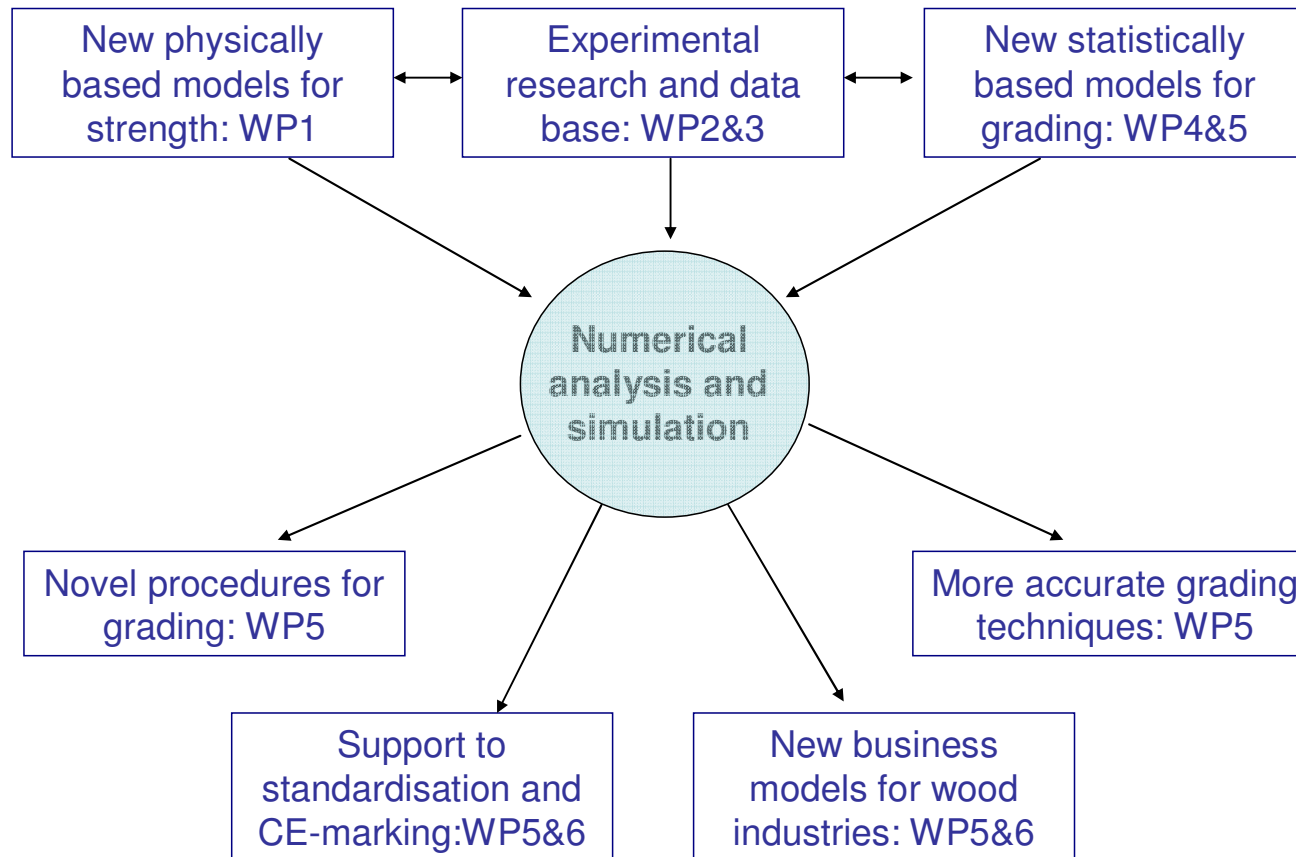 New physically
based models for
strength: WP1
Experimental
research and data
base: WP2&3
New statistically
based models for
grading: WP4&5
Numerical
analysis and
simulation
Novel procedures for
grading: WP5
More accurate grading
techniques: WP5
Support to
standardisation and
CE-marking:WP5&6
New business
models for wood
industries: WP5&6